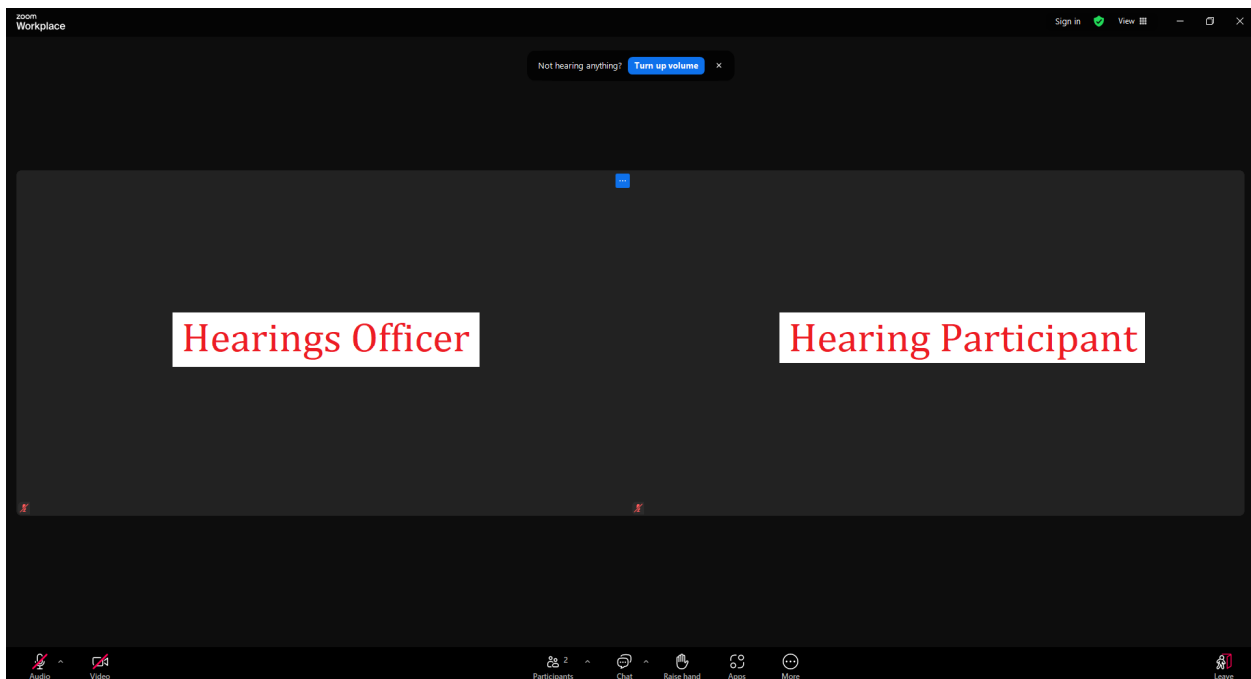 zoom
Workplace
Sign in View
Not hearing anything? Turn up volume
Hearings Officer
Hearing Participant
Audio Video Participants 2 Chat Raise hand Apps More Leave